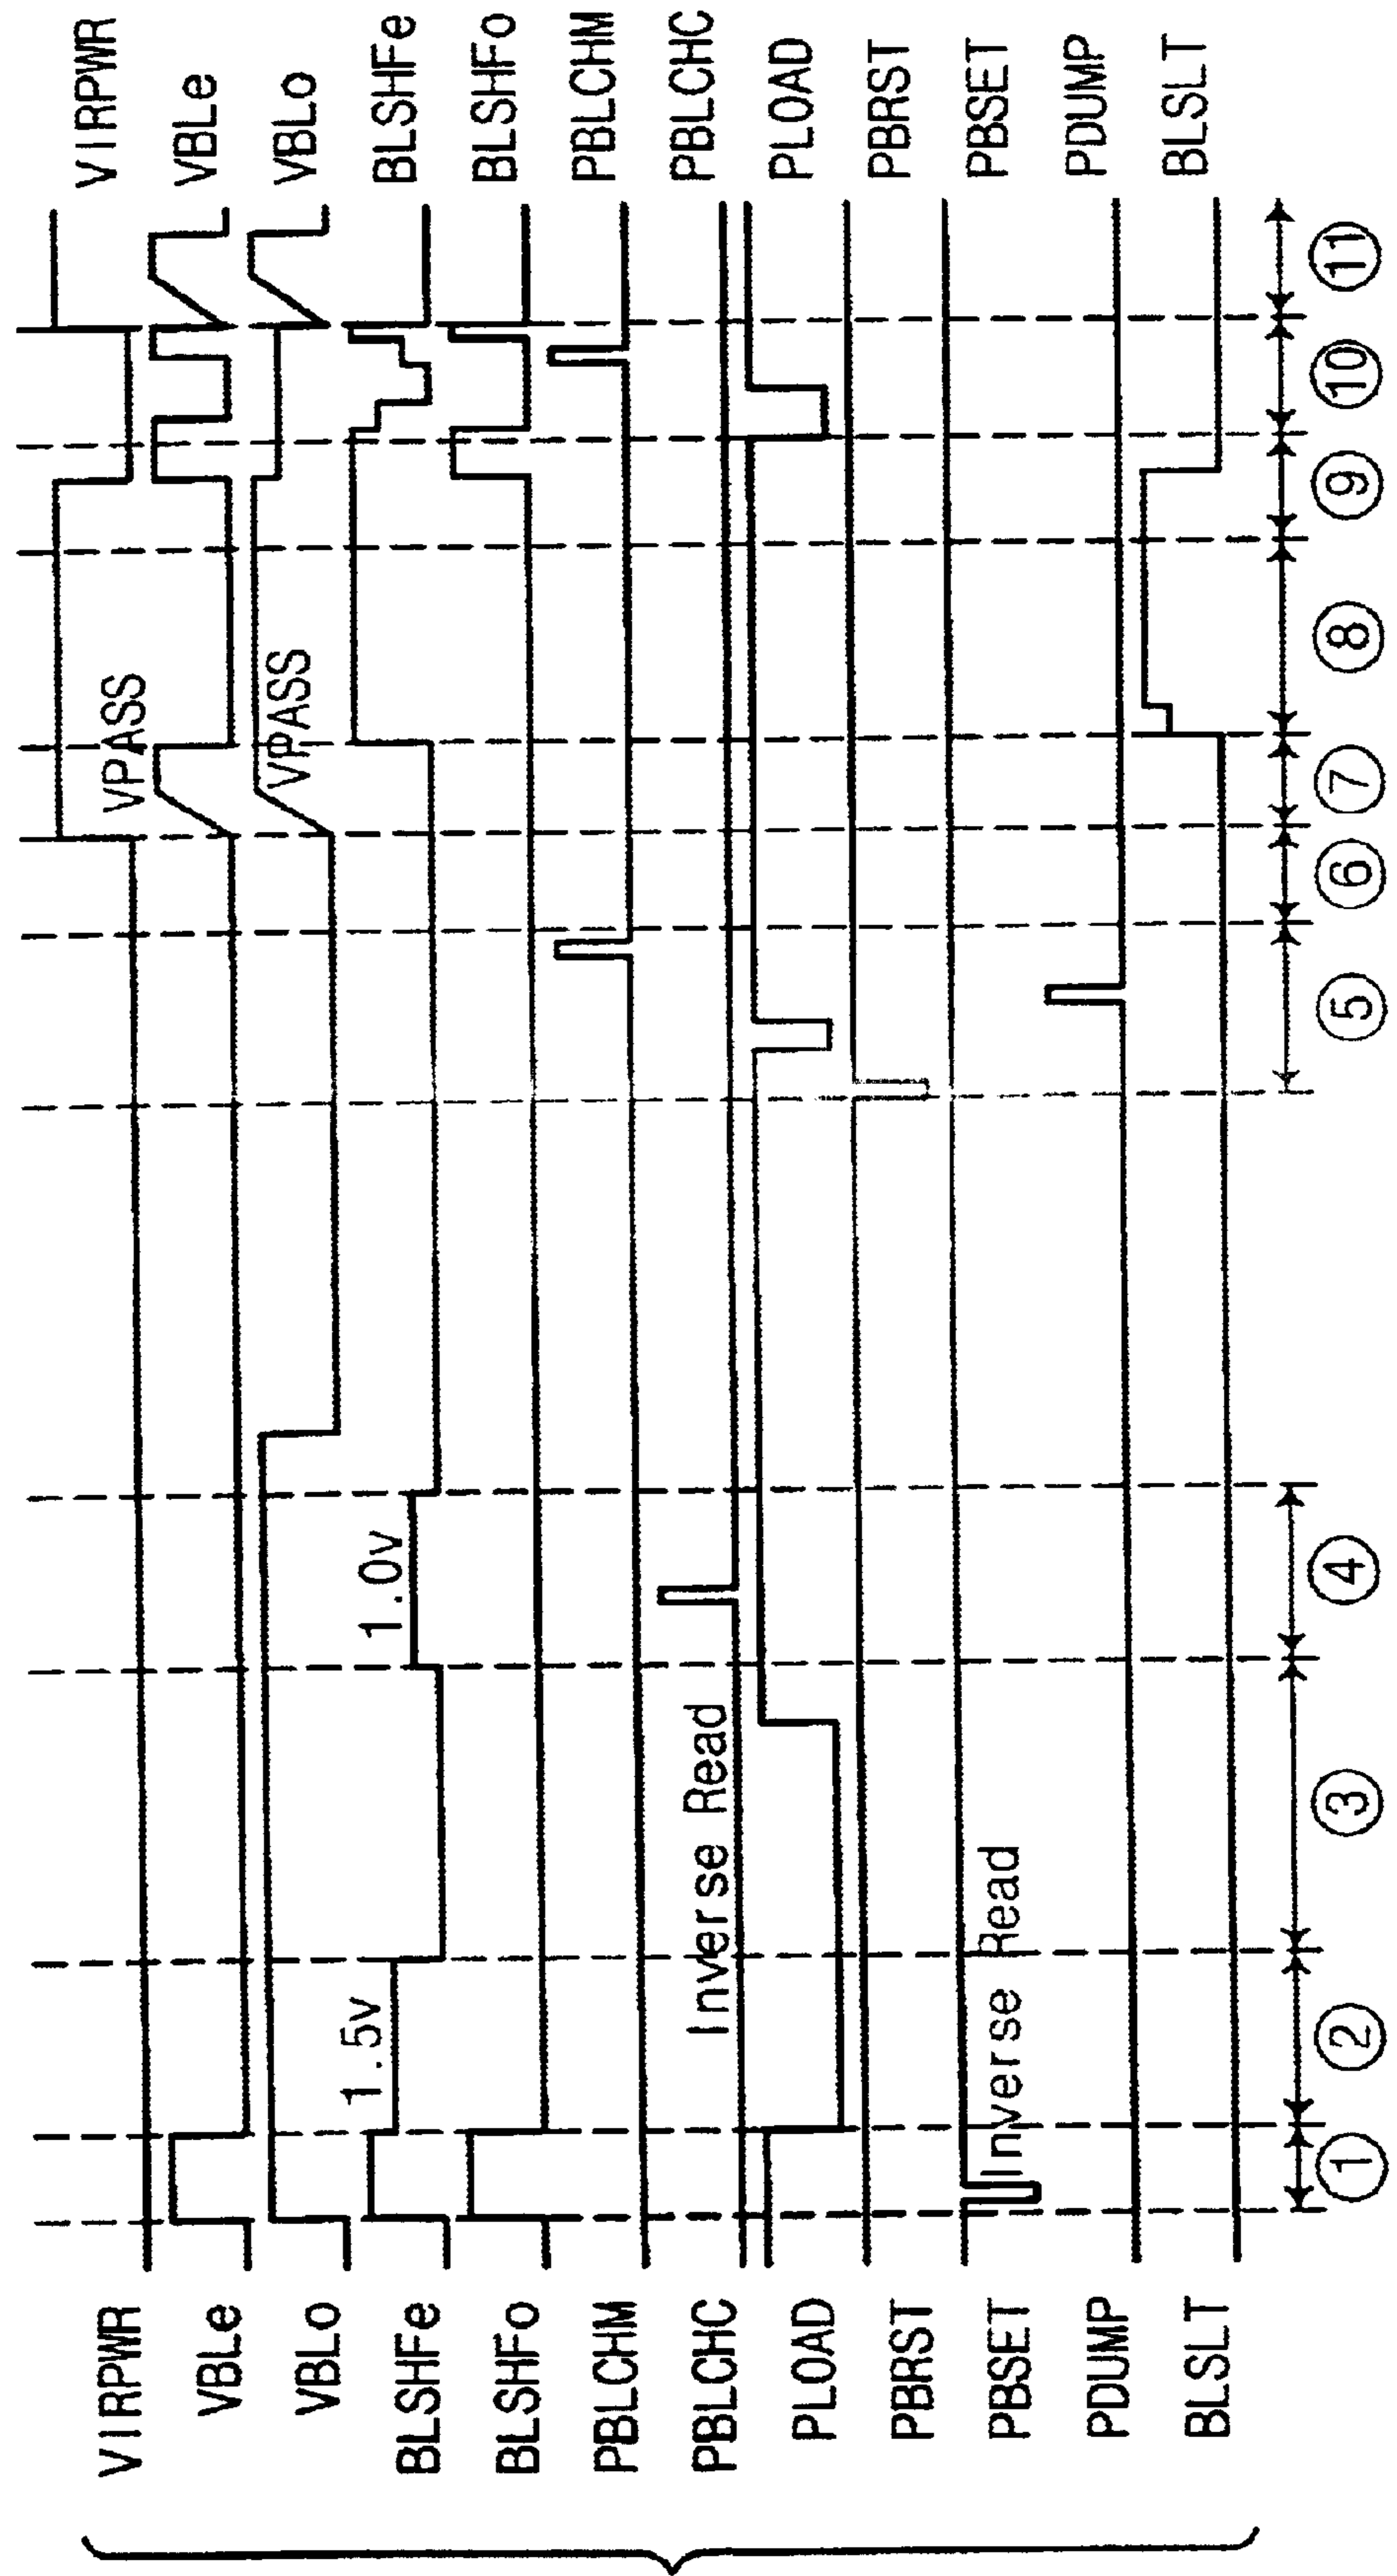 VIRPWR
VBLe
VBLo
BLSHFe
BLSHFo
PBLCHM
PBLCHC
PLOAD
PBRST
PBSET
PDUMP
BLSLT
1.5v
1.0v
VPASS
VPASS
Inverse Read
Inverse Read
1
2
3
4
5
6
7
8
9
10
11
VIRPWR
VBLe
VBLo
BLSHFe
BLSHFo
PBLCHM
PBLCHC
PLOAD
PBRST
PBSET
PDUMP
BLSLT